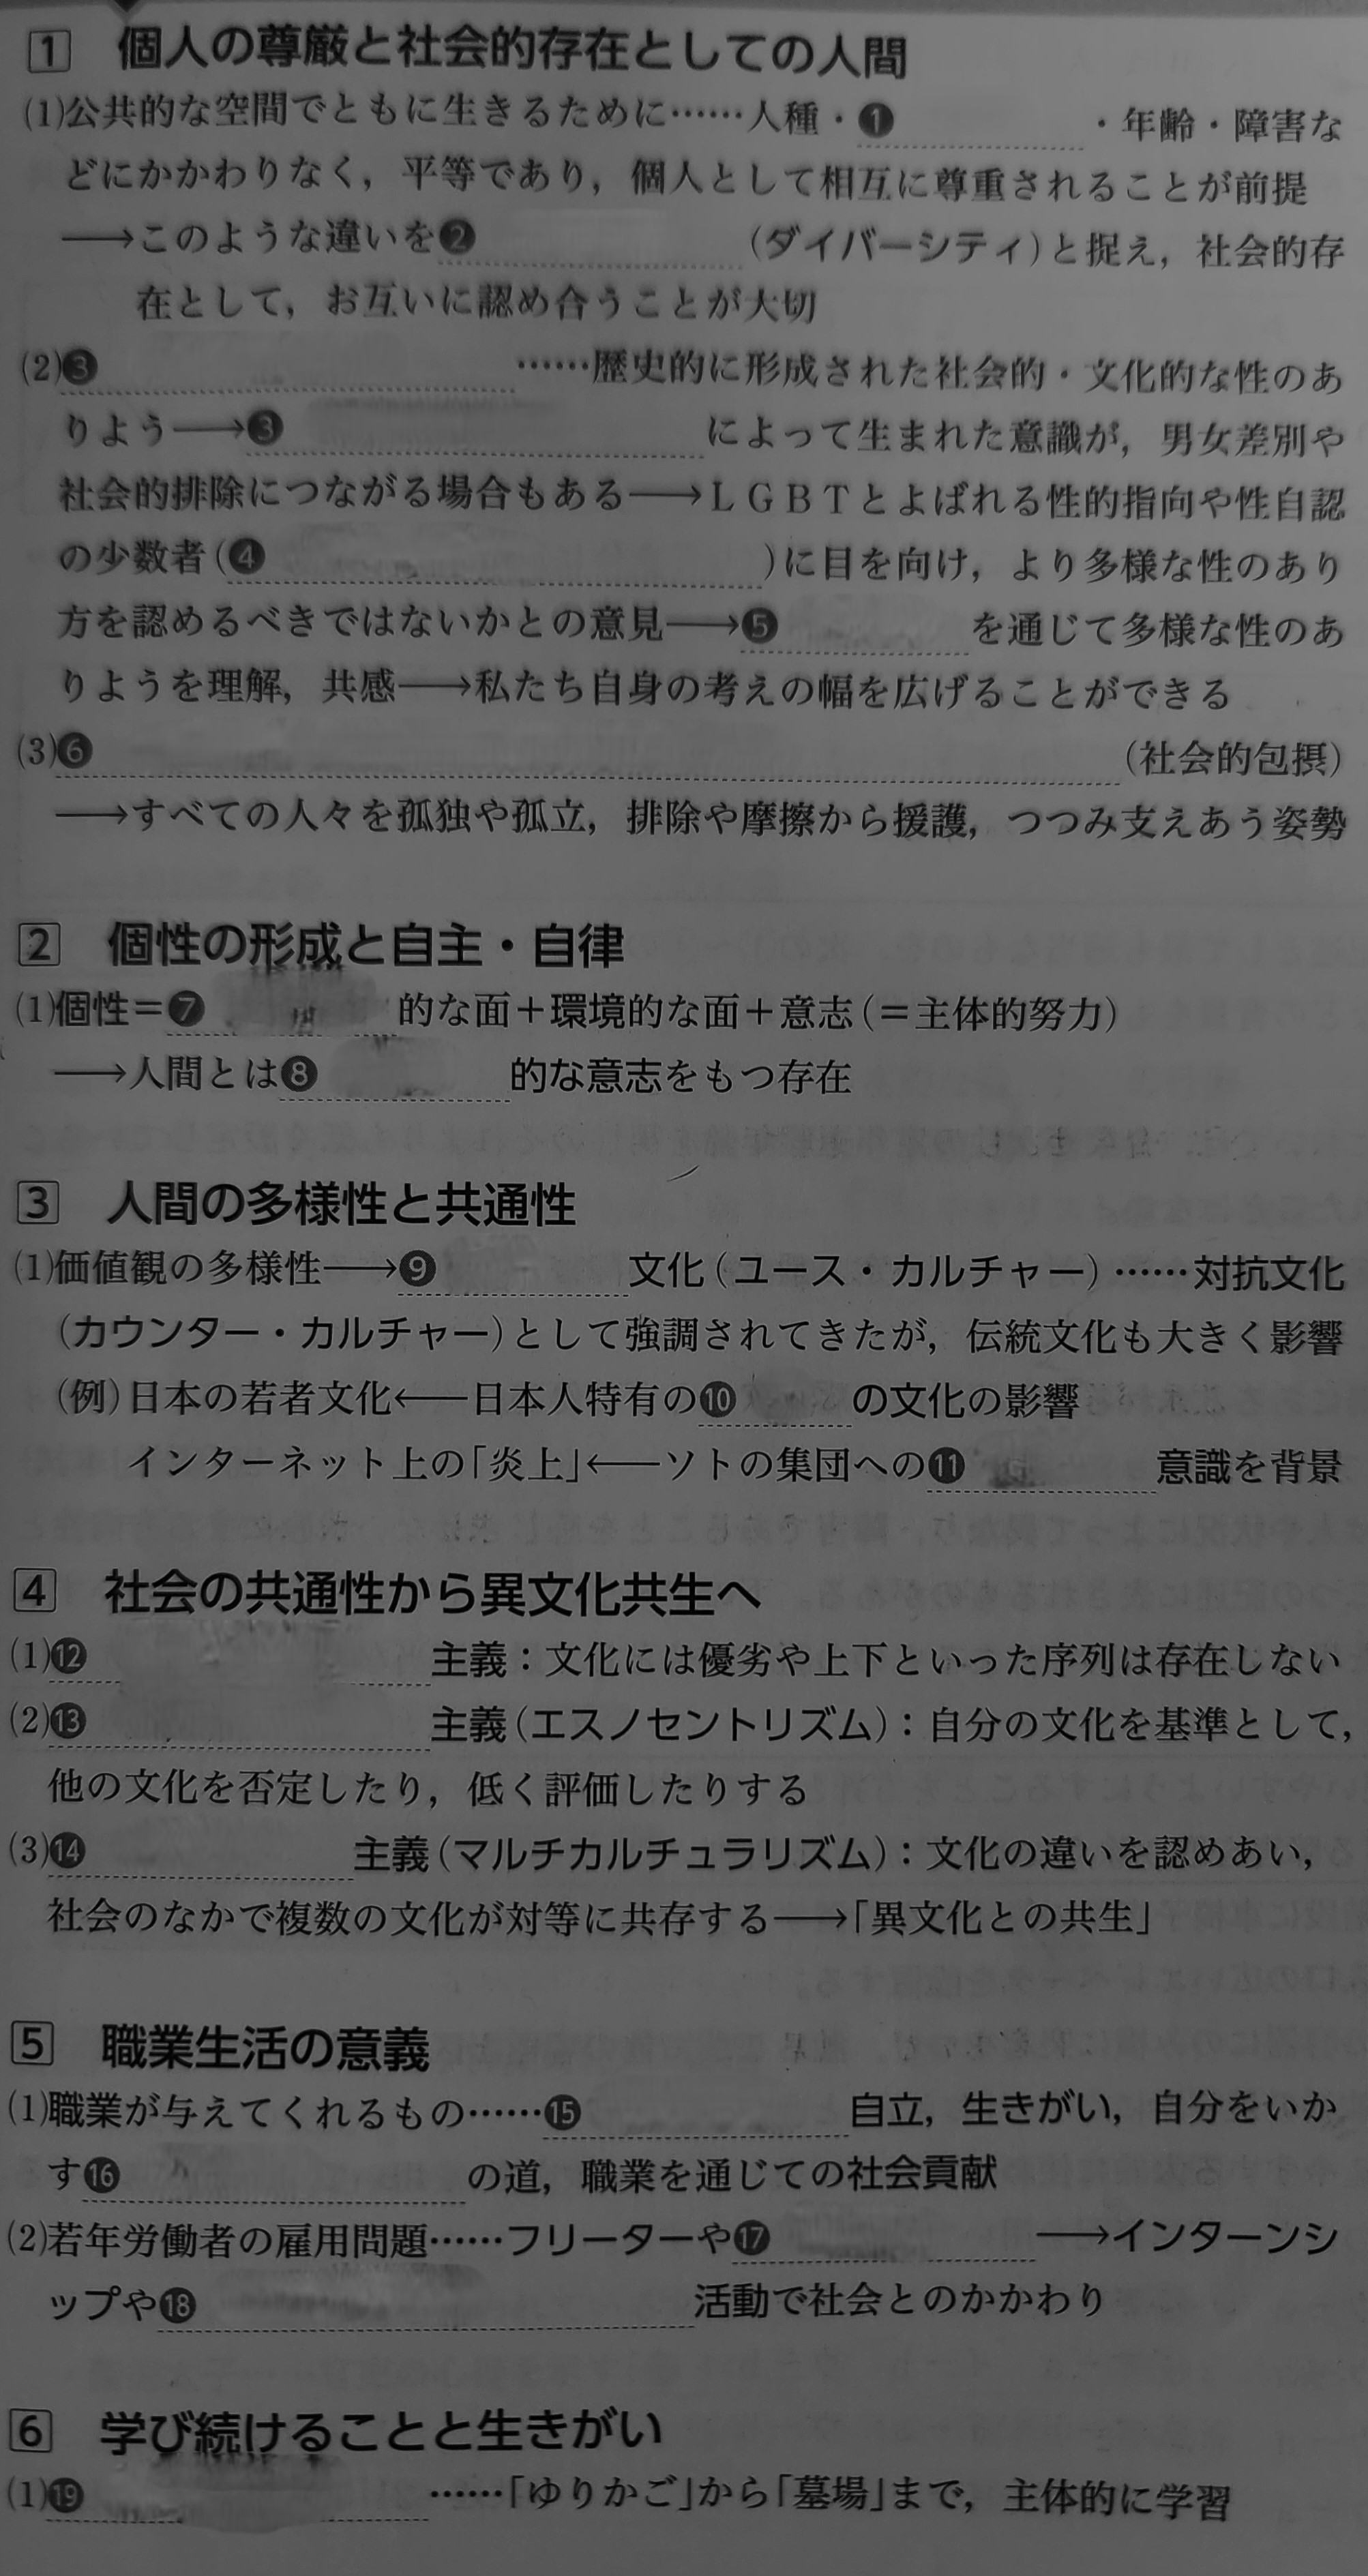 1 個人の尊厳と社会的存在としての人間
(1)公共的な空間でともに生きるために……人種・❶ ・年齢・障害な
どにかかわりなく，平等であり，個人として相互に尊重されることが前提
⟶このような違いを❷ (ダイバーシティ)と捉え，社会的存
在として，お互いに認め合うことが大切
(2)❸ ……歴史的に形成された社会的・文化的な性のあ
りよう⟶❸ によって生まれた意識が，男女差別や
社会的排除につながる場合もある⟶ＬＧＢＴとよばれる性的指向や性自認
の少数者(❹ )に目を向け，より多様な性のあり
方を認めるべきではないかとの意見⟶❺ を通じて多様な性のあ
りようを理解，共感⟶私たち自身の考えの幅を広げることができる
(3)❻ (社会的包摂)
⟶すべての人々を孤独や孤立，排除や摩擦から援護，つつみ支えあう姿勢
2 個性の形成と自主・自律
(1)個性＝❼ 的な面＋環境的な面＋意志(＝主体的努力)
⟶人間とは❽ 的な意志をもつ存在
3 人間の多様性と共通性
(1)価値観の多様性⟶❾ 文化(ユース・カルチャー)……対抗文化
(カウンター・カルチャー)として強調されてきたが，伝統文化も大きく影響
(例)日本の若者文化⟵日本人特有の❿ の文化の影響
インターネット上の「炎上」⟵ソトの集団への⓫ 意識を背景
4 社会の共通性から異文化共生へ
(1)⓬ 主義：文化には優劣や上下といった序列は存在しない
(2)⓭ 主義(エスノセントリズム)：自分の文化を基準として，
他の文化を否定したり，低く評価したりする
(3)⓮ 主義(マルチカルチュラリズム)：文化の違いを認めあい，
社会のなかで複数の文化が対等に共存する⟶「異文化との共生」
5 職業生活の意義
(1)職業が与えてくれるもの……⓯ 自立，生きがい，自分をいか
す⓰ の道，職業を通じての社会貢献
(2)若年労働者の雇用問題……フリーターや⓱ ⟶インターンシ
ップや⓲ 活動で社会とのかかわり
6 学び続けることと生きがい
(1)⓳ ……「ゆりかご」から「墓場」まで，主体的に学習